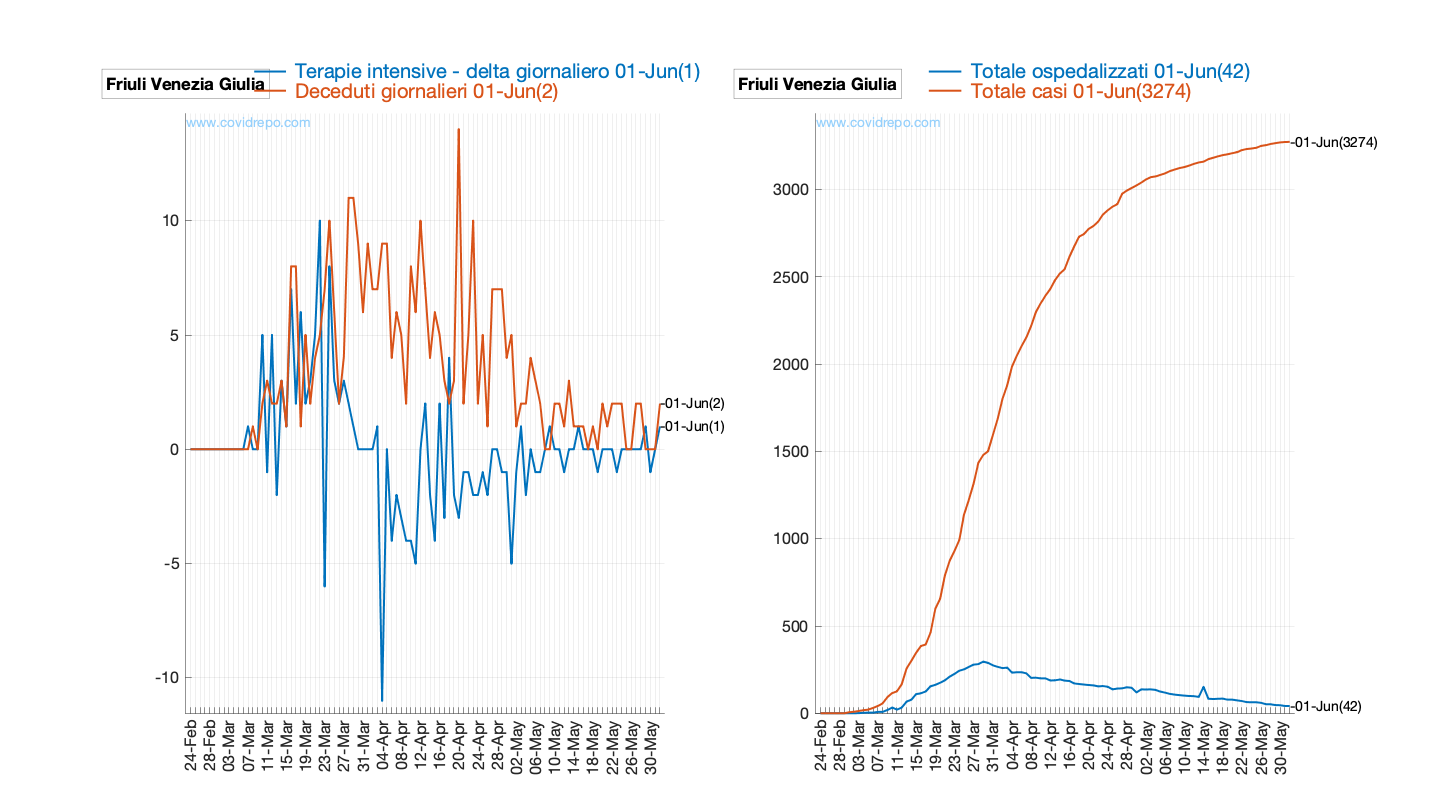 Friuli Venezia Giulia
Terapie intensive - delta giornaliero 01-Jun(1)
Deceduti giornalieri 01-Jun(2)
www.covidrepo.com
10
5
0
-5
-10
-01-Jun(2)
-01-Jun(1)
24-Feb
28-Feb
03-Mar
07-Mar
11-Mar
15-Mar
19-Mar
23-Mar
27-Mar
31-Mar
04-Apr
08-Apr
12-Apr
16-Apr
20-Apr
24-Apr
28-Apr
02-May
06-May
10-May
14-May
18-May
22-May
26-May
30-May
Friuli Venezia Giulia
Totale ospedalizzati 01-Jun(42)
Totale casi 01-Jun(3274)
www.covidrepo.com
3000
2500
2000
1500
1000
500
0
-01-Jun(3274)
-01-Jun(42)
24-Feb
28-Feb
03-Mar
07-Mar
11-Mar
15-Mar
19-Mar
23-Mar
27-Mar
31-Mar
04-Apr
08-Apr
12-Apr
16-Apr
20-Apr
24-Apr
28-Apr
02-May
06-May
10-May
14-May
18-May
22-May
26-May
30-May